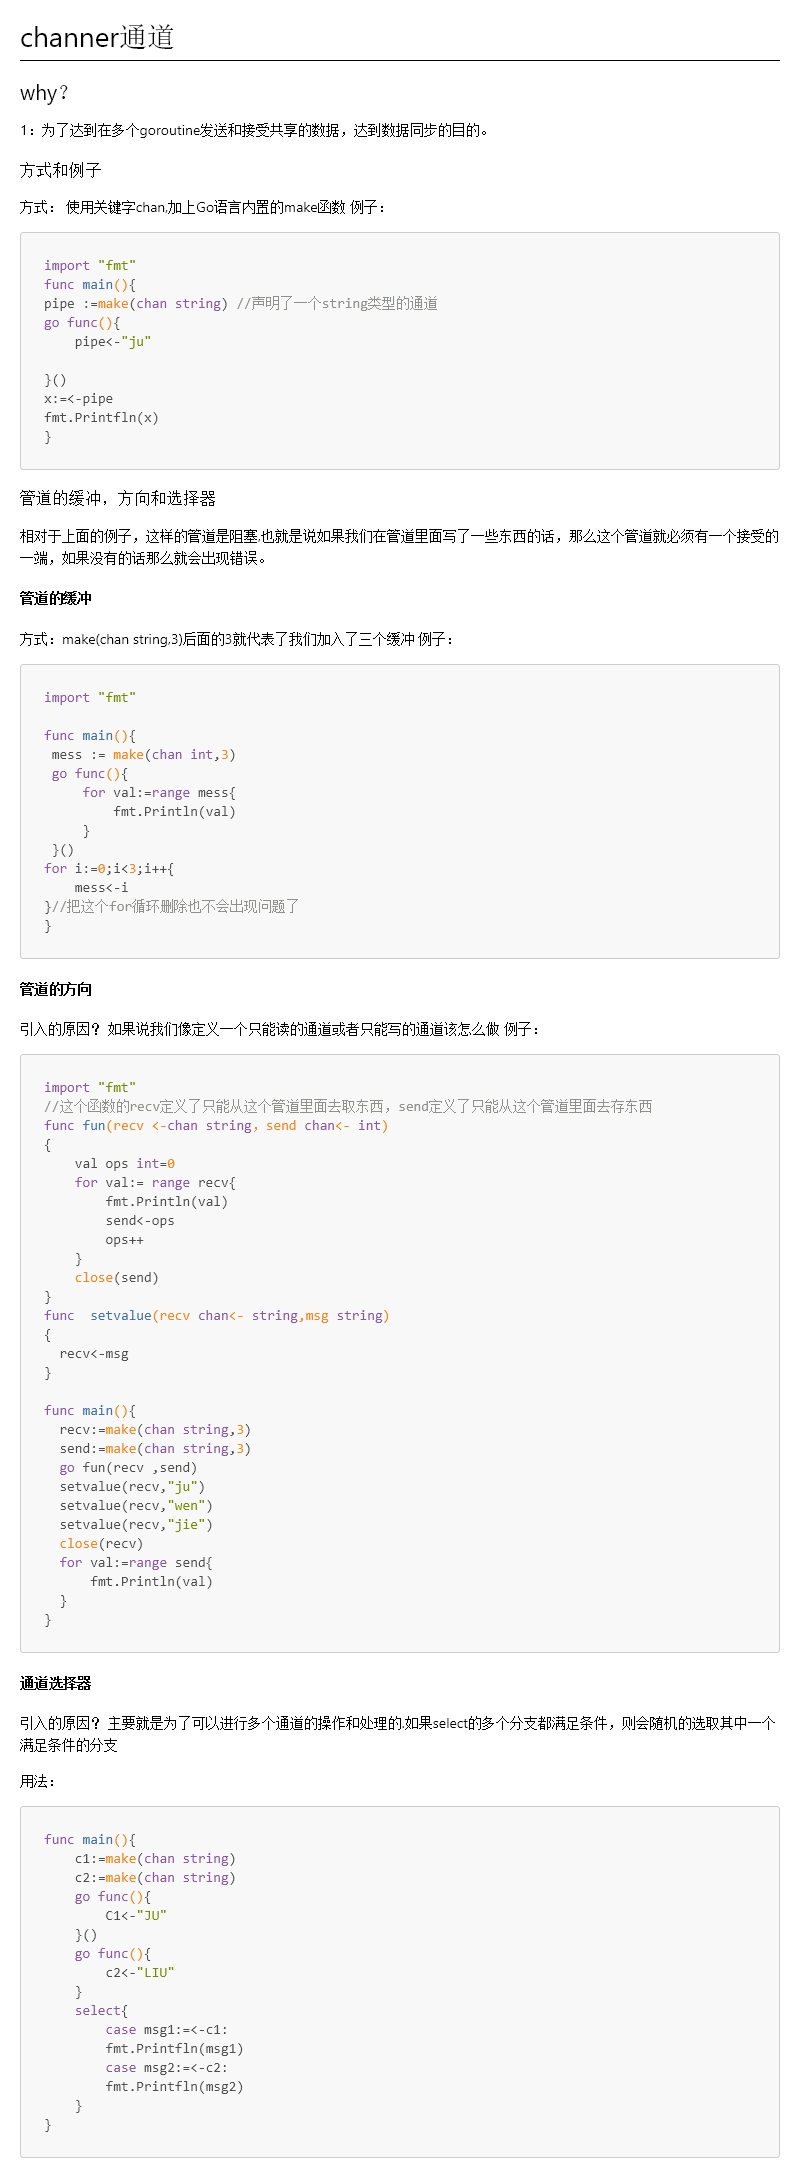 channer通道
why？
1：为了达到在多个goroutine发送和接受共享的数据，达到数据同步的目的。
方式和例子
方式： 使用关键字chan,加上Go语言内置的make函数 例子：
import "fmt"
func main(){
pipe :=make(chan string) //声明了一个string类型的通道
go func(){
    pipe<-"ju"
}()
x:=<-pipe
fmt.Printfln(x)
}
管道的缓冲，方向和选择器
相对于上面的例子，这样的管道是阻塞,也就是说如果我们在管道里面写了一些东西的话，那么这个管道就必须有一个接受的
一端，如果没有的话那么就会出现错误。
管道的缓冲
方式：make(chan string,3)后面的3就代表了我们加入了三个缓冲 例子：
import "fmt"
func main(){
 mess := make(chan int,3)
 go func(){
     for val:=range mess{
         fmt.Println(val)
     }
 }()
for i:=0;i<3;i++{
    mess<-i
}//把这个for循环删除也不会出现问题了
}
管道的方向
引入的原因？ 如果说我们像定义一个只能读的通道或者只能写的通道该怎么做 例子：
import "fmt"
//这个函数的recv定义了只能从这个管道里面去取东西，send定义了只能从这个管道里面去存东西
func fun(recv <-chan string，send chan<- int)
{
    val ops int=0
    for val:= range recv{
        fmt.Println(val)
        send<-ops
        ops++
    }
    close(send)
}
func  setvalue(recv chan<- string,msg string)
{
  recv<-msg
}
func main(){
  recv:=make(chan string,3)
  send:=make(chan string,3)
  go fun(recv ,send)
  setvalue(recv,"ju")
  setvalue(recv,"wen")
  setvalue(recv,"jie")
  close(recv)
  for val:=range send{
      fmt.Println(val)
  }
}
通道选择器
引入的原因？ 主要就是为了可以进行多个通道的操作和处理的,如果select的多个分支都满足条件，则会随机的选取其中一个
满足条件的分支
用法：
func main(){
    c1:=make(chan string)
    c2:=make(chan string)
    go func(){
        C1<-"JU"
    }()
    go func(){
        c2<-"LIU"
    }
    select{
        case msg1:=<-c1:
        fmt.Printfln(msg1)
        case msg2:=<-c2:
        fmt.Printfln(msg2)
    }
}